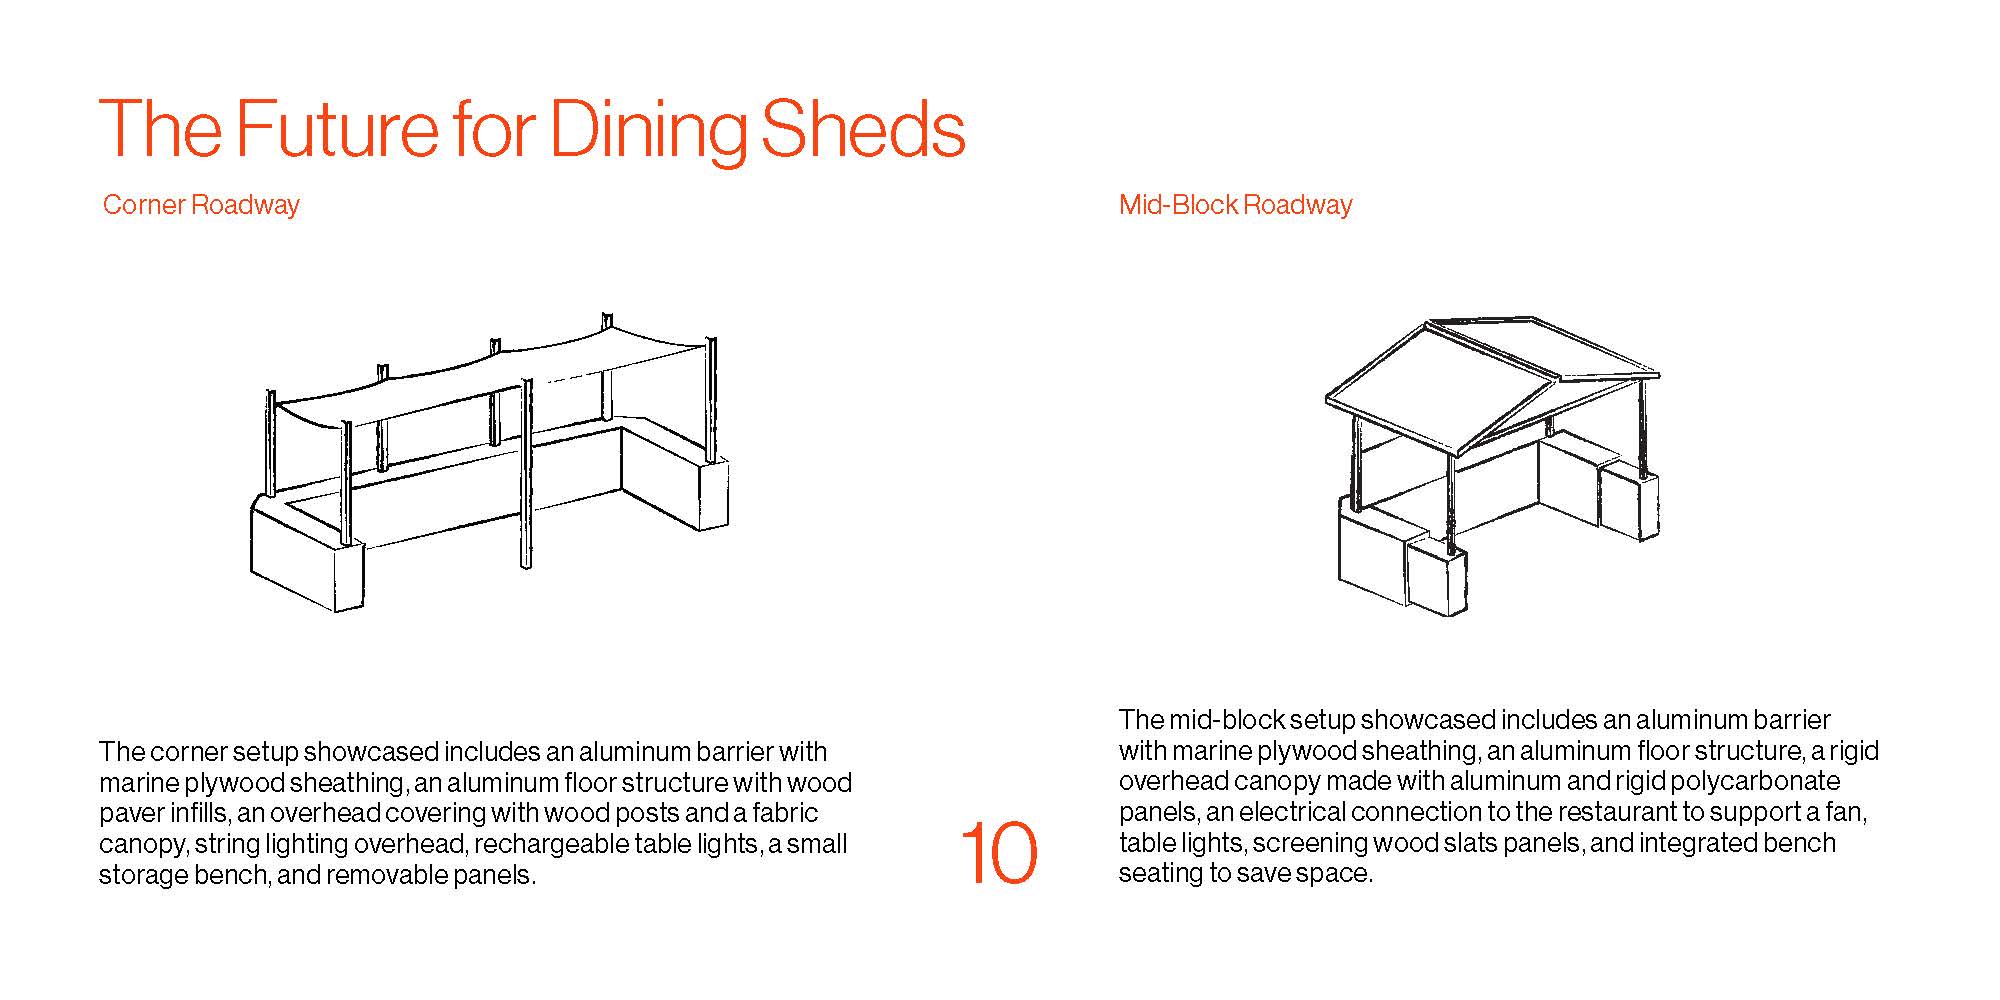 The Future for Dining Sheds
Corner Roadway
The corner setup showcased includes an aluminum barrier with
marine plywood sheathing, an aluminum floor structure with wood
paver infills, an overhead covering with wood posts and a fabric
canopy, string lighting overhead, rechargeable table lights, a small
storage bench, and removable panels.
10
Mid-Block Roadway
The mid-block setup showcased includes an aluminum barrier
with marine plywood sheathing, an aluminum floor structure, a rigid
overhead canopy made with aluminum and rigid polycarbonate
panels, an electrical connection to the restaurant to support a fan,
table lights, screening wood slats panels, and integrated bench
seating to save space.